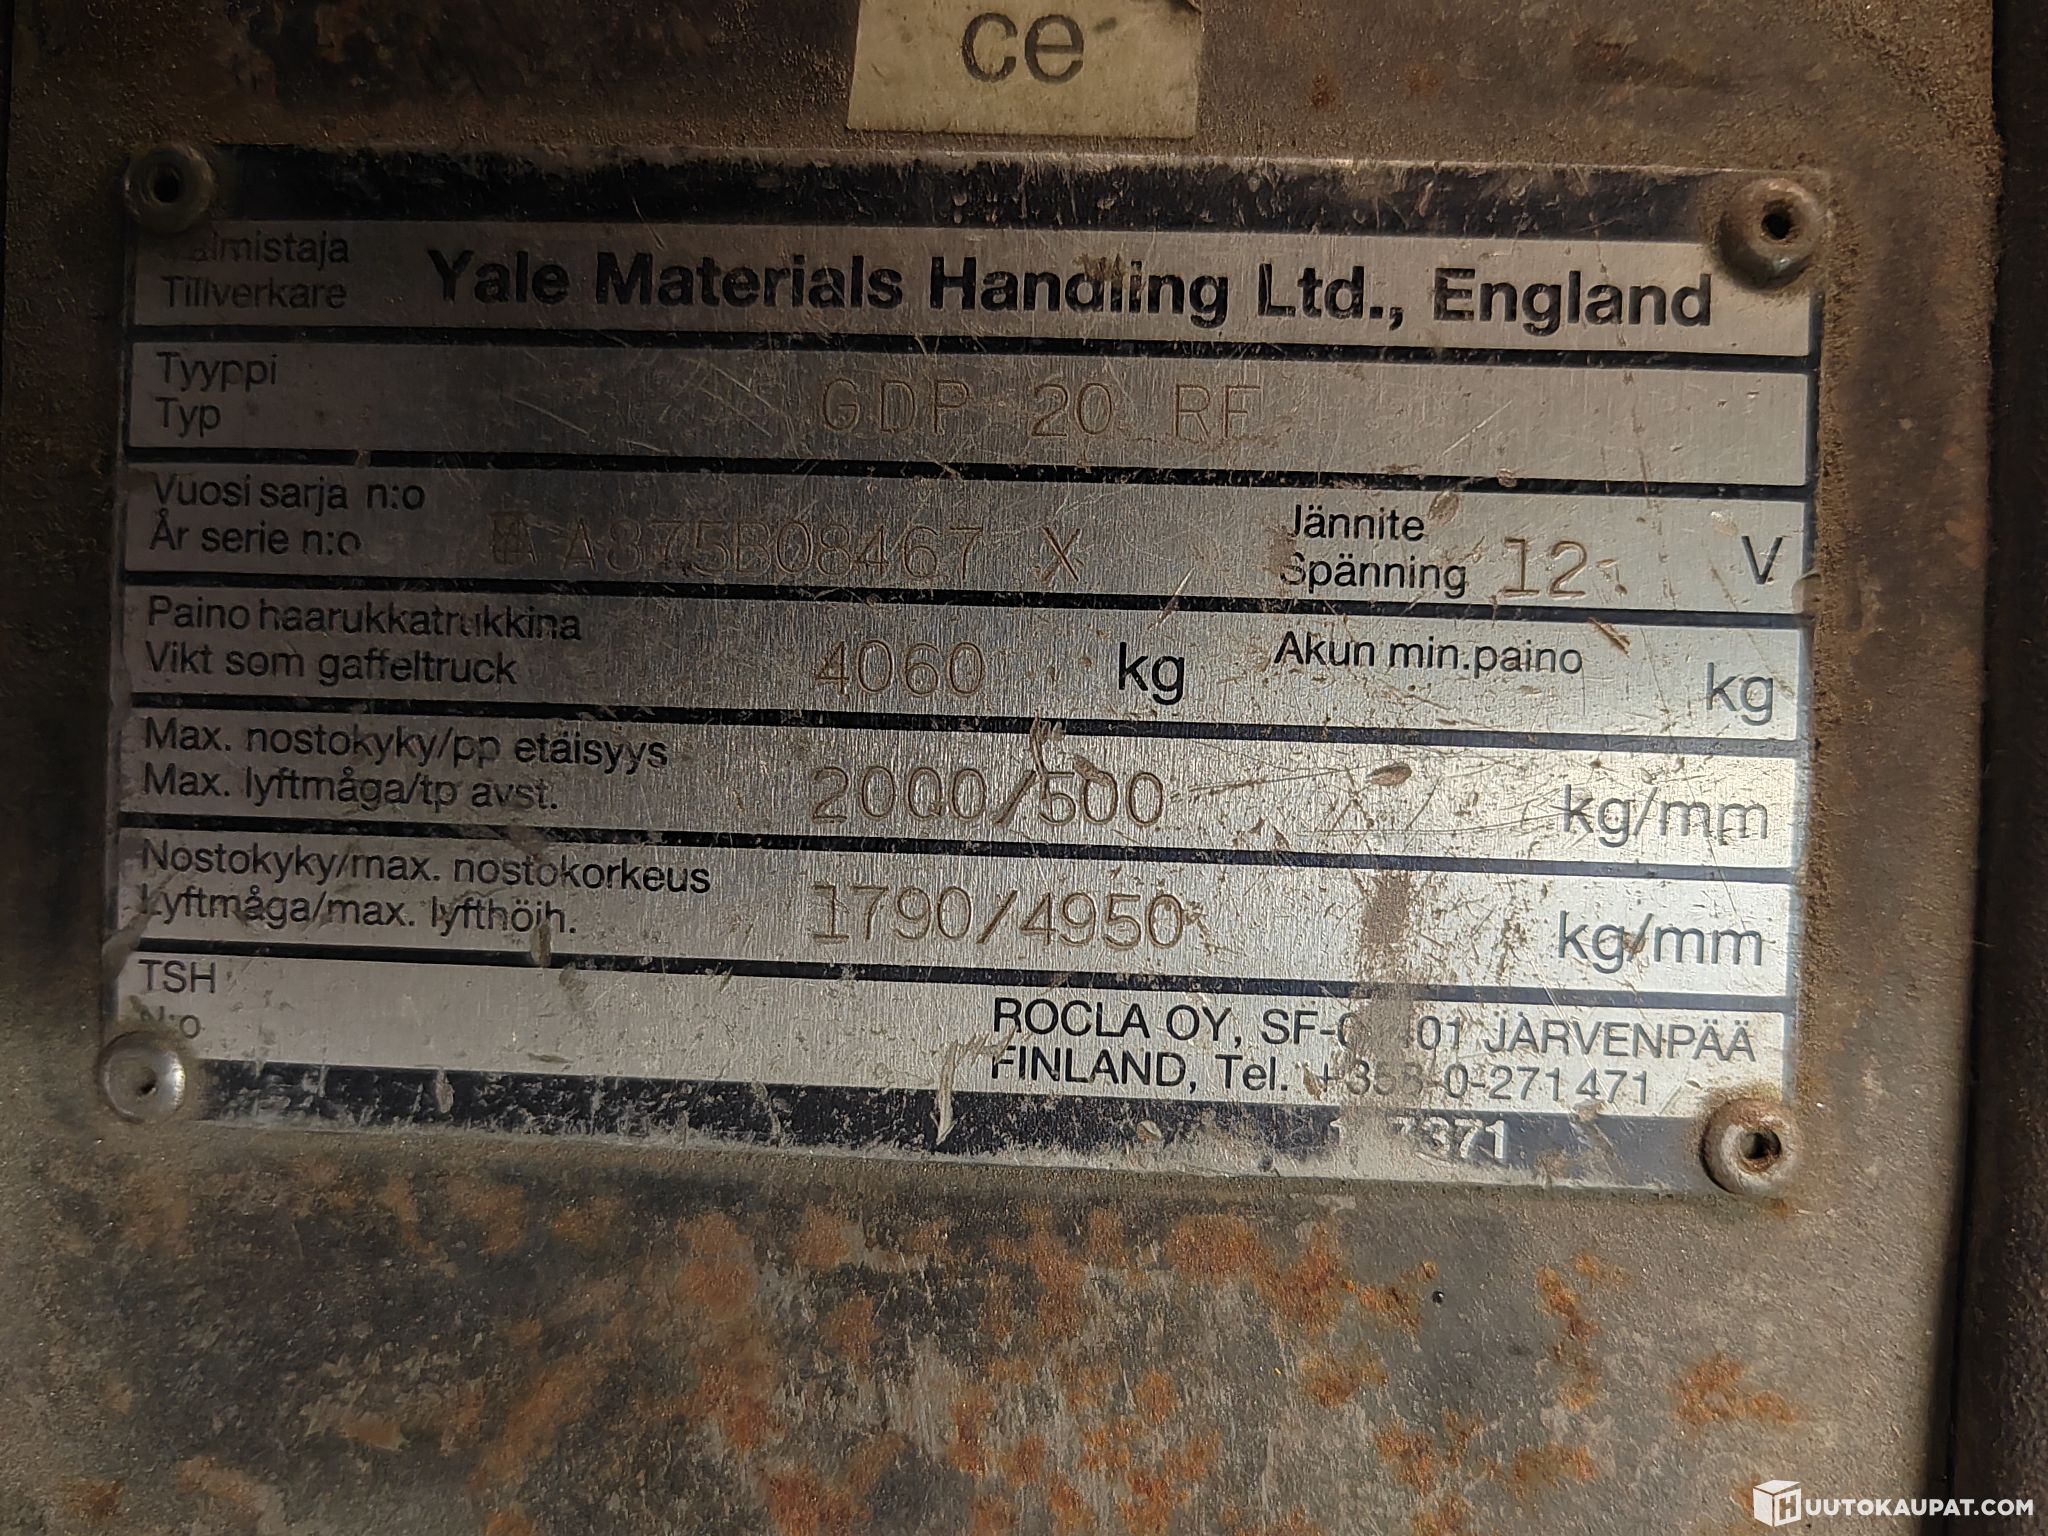 ce
Valmistaja
Tillverkare
Yale Materials Handling Ltd., England
Tyyppi
Typ
GDP 20 RF
Vuosi sarja n:o
År serie n:o
A875B08467 X
Jännite
Spänning
12 V
Paino haarukkatrukkina
Vikt som gaffeltruck
4060 kg
Akun min.paino kg
Max. nostokyky/pp etäisyys
Max. lyftmåga/tp avst.
2000/500 kg/mm
Nostokyky/max. nostokorkeus
Lyftmåga/max. lyfthöjh.
1790/4950 kg/mm
TSH
N:o
ROCLA OY, JÄRVENPÄÄ
FINLAND, Tel. +358-0-271 471
HUUTOKAUPAT.COM